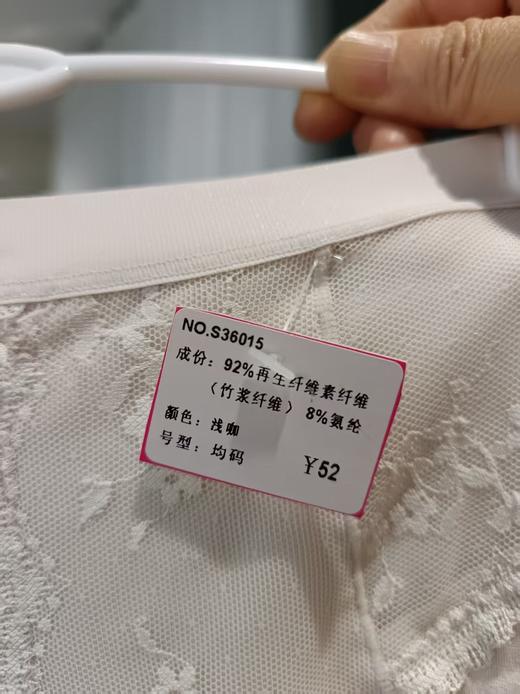 NO.S36015
成份：92%再生纤维素纤维
（竹浆纤维） 8%氨纶
颜色：浅咖
号型：均码 ¥52